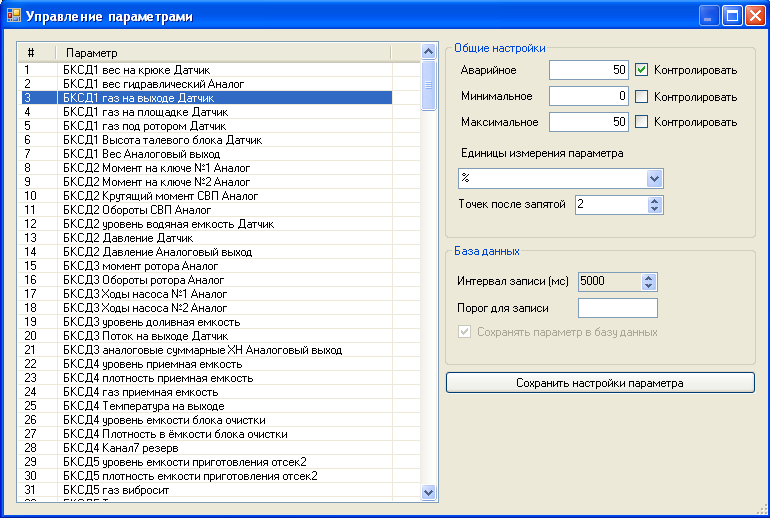 Управление параметрами
# Параметр
1 БКСД1 вес на крюке Датчик
2 БКСД1 вес гидравлический Аналог
3 БКСД1 газ на выходе Датчик
4 БКСД1 газ на площадке Датчик
5 БКСД1 газ под ротором Датчик
6 БКСД1 Высота талевого блока Датчик
7 БКСД1 Вес Аналоговый выход
8 БКСД2 Момент на ключе №1 Аналог
9 БКСД2 Момент на ключе №2 Аналог
10 БКСД2 Крутящий момент СВП Аналог
11 БКСД2 Обороты СВП Аналог
12 БКСД2 уровень водяная емкость Датчик
13 БКСД2 Давление Датчик
14 БКСД2 Давление Аналоговый выход
15 БКСД3 момент ротора Аналог
16 БКСД3 Обороты ротора Аналог
17 БКСД3 Ходы насоса №1 Аналог
18 БКСД3 Ходы насоса №2 Аналог
19 БКСД3 уровень доливная емкость
20 БКСД3 Поток на выходе Датчик
21 БКСД3 аналоговые суммарные ХН Аналоговый выход
22 БКСД4 уровень приемная емкость
23 БКСД4 плотность приемная емкость
24 БКСД4 газ приемная емкость
25 БКСД4 Температура на выходе
26 БКСД4 уровень емкости блока очистки
27 БКСД4 Плотность в ёмкости блока очистки
28 БКСД4 Канал7 резерв
29 БКСД5 уровень емкости приготовления отсек2
30 БКСД5 плотность емкости приготовления отсек2
31 БКСД5 газ вибросит
Общие настройки
Аварийное 50 Контролировать
Минимальное 0 Контролировать
Максимальное 50 Контролировать
Единицы измерения параметра
%
Точек после запятой 2
База данных
Интервал записи (мс) 5000
Порог для записи
Сохранять параметр в базу данных
Сохранить настройки параметра